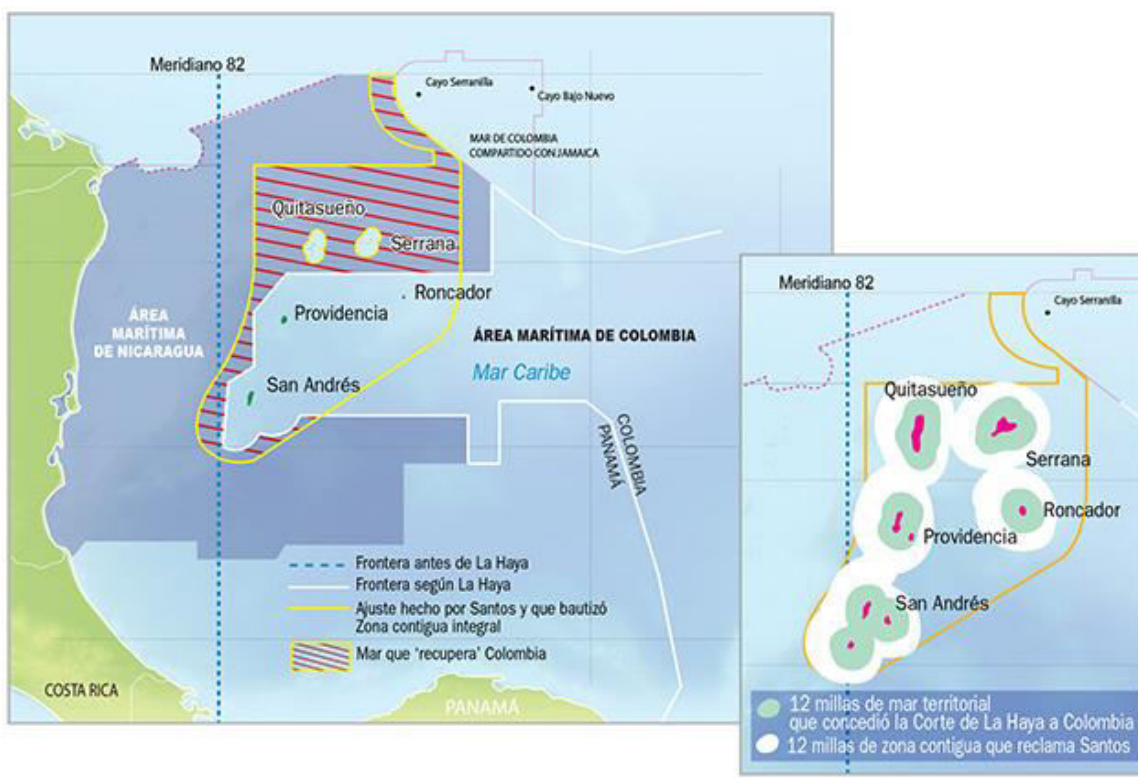 Meridiano 82
Cayo Serranilla
Cayo Bajo Nuevo
MAR DE COLOMBIA
COMPARTIDO CON JAMAICA
Quitasueño
Serrana
Roncador
Providencia
ÁREA
MARÍTIMA
DE NICARAGUA
ÁREA MARÍTIMA DE COLOMBIA
Mar Caribe
San Andrés
COLOMBIA
PANAMÁ
Frontera antes de La Haya
Frontera según La Haya
Ajuste hecho por Santos y que bautizó
Zona contigua integral
Mar que 'recupera' Colombia
COSTA RICA
PANAMÁ
Meridiano 82
Cayo Serranilla
Quitasueño
Serrana
Roncador
Providencia
San Andrés
12 millas de mar territorial
que concedió la Corte de La Haya a Colombia
12 millas de zona contigua que reclama Santos